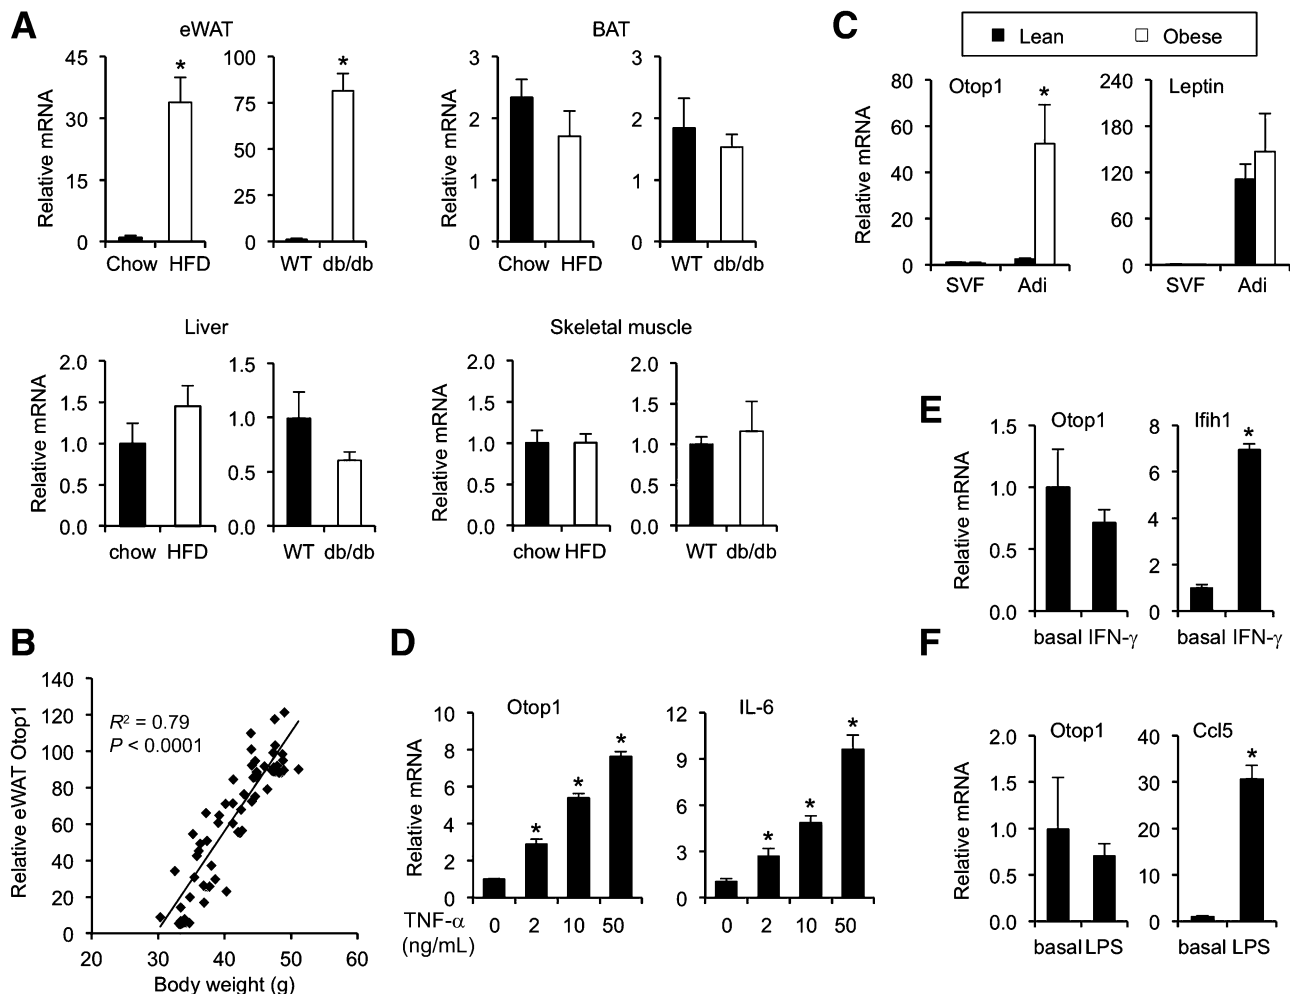 A
eWAT
Relative mRNA
45
30
15
0
*
Chow HFD
100
75
50
25
0
*
WT db/db
BAT
Relative mRNA
3
2
1
0
Chow HFD
3
2
1
0
WT db/db
Liver
Relative mRNA
2.0
1.5
1.0
0.5
0.0
chow HFD
1.5
1.0
0.5
0.0
WT db/db
Skeletal muscle
Relative mRNA
2.0
1.5
1.0
0.5
0.0
chow HFD
2.0
1.5
1.0
0.5
0.0
WT db/db
B
Relative eWAT Otop1
140
120
100
80
60
40
20
0
R² = 0.79
P < 0.0001
20 30 40 50 60
Body weight (g)
C
Lean Obese
Relative mRNA
80
60
40
20
0
Otop1
*
SVF Adi
240
180
120
60
0
Leptin
SVF Adi
D
Relative mRNA
10
8
6
4
2
0
Otop1
* * *
TNF-α
(ng/mL)
0 2 10 50
12
9
6
3
0
IL-6
* * *
0 2 10 50
E
Relative mRNA
1.5
1.0
0.5
0.0
Otop1
basal IFN-γ
8
6
4
2
0
Ifih1
*
basal IFN-γ
F
Relative mRNA
2.0
1.5
1.0
0.5
0.0
Otop1
basal LPS
40
30
20
10
0
Ccl5
*
basal LPS